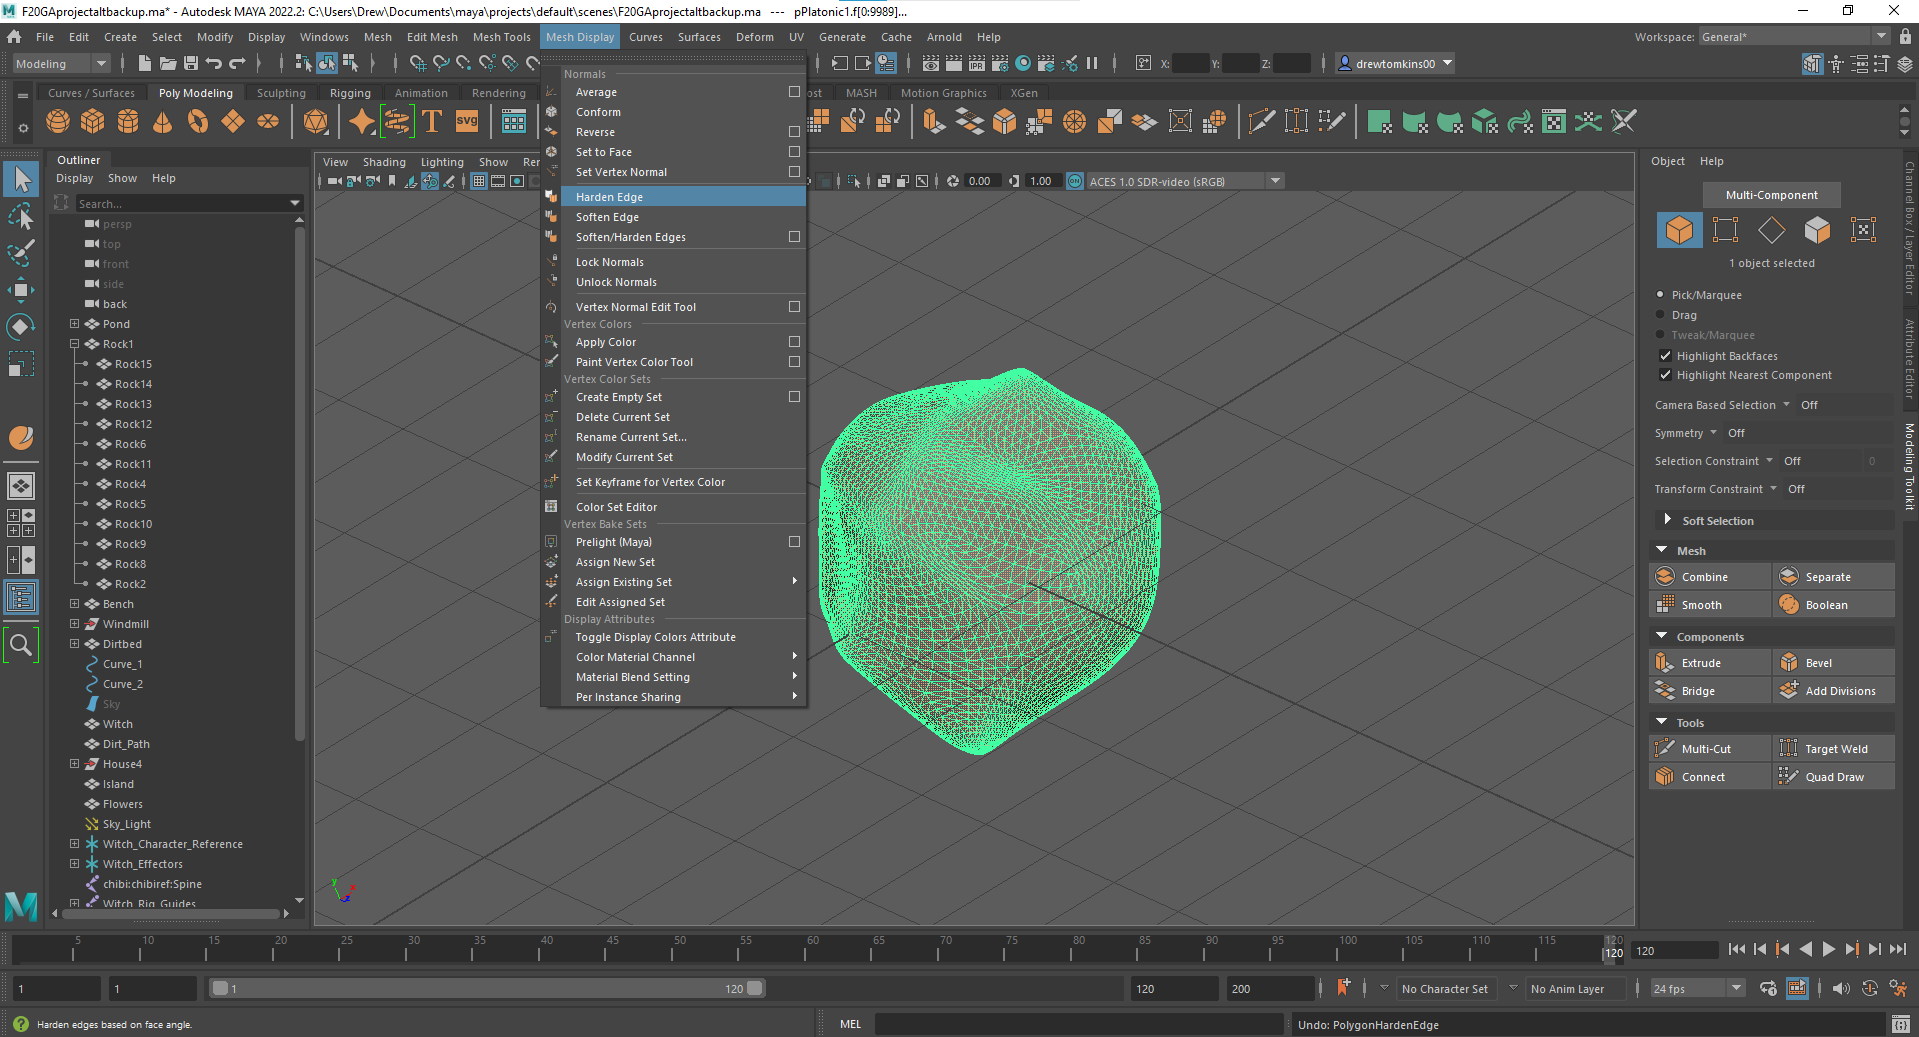 F20GAprojectaltbackup.ma* - Autodesk MAYA 2022.2: C:\Users\Drew\Documents\maya\projects\default\scenes\F20GAprojectaltbackup.ma --- pPlatonic1.f[0:9989]...
File Edit Create Select Modify Display Windows Mesh Edit Mesh Mesh Tools Mesh Display Curves Surfaces Deform UV Generate Cache Arnold Help
Workspace: General*
Modeling
X: Y: Z:
drewtomkins00
Curves / Surfaces Poly Modeling Sculpting Rigging Animation Rendering
MASH Motion Graphics XGen
svg
Outliner
Display Show Help
Search...
persp
top
front
side
back
Pond
Rock1
Rock15
Rock14
Rock13
Rock12
Rock6
Rock11
Rock4
Rock5
Rock10
Rock9
Rock8
Rock2
Bench
Windmill
Dirtbed
Curve_1
Curve_2
Sky
Witch
Dirt_Path
House4
Island
Flowers
Sky_Light
Witch_Character_Reference
Witch_Effectors
chibi:chibiref:Spine
Witch_Rig_Guides
View Shading Lighting Show Ren
0.00 1.00 ACES 1.0 SDR-video (sRGB)
Normals
Average
Conform
Reverse
Set to Face
Set Vertex Normal
Harden Edge
Soften Edge
Soften/Harden Edges
Lock Normals
Unlock Normals
Vertex Normal Edit Tool
Vertex Colors
Apply Color
Paint Vertex Color Tool
Vertex Color Sets
Create Empty Set
Delete Current Set
Rename Current Set...
Modify Current Set
Set Keyframe for Vertex Color
Color Set Editor
Vertex Bake Sets
Prelight (Maya)
Assign New Set
Assign Existing Set
Edit Assigned Set
Display Attributes
Toggle Display Colors Attribute
Color Material Channel
Material Blend Setting
Per Instance Sharing
y x z
Object Help
Multi-Component
1 object selected
Pick/Marquee
Drag
Tweak/Marquee
Highlight Backfaces
Highlight Nearest Component
Camera Based Selection Off
Symmetry Off
Selection Constraint Off 0
Transform Constraint Off
Soft Selection
Mesh
Combine Separate
Smooth Boolean
Components
Extrude Bevel
Bridge Add Divisions
Tools
Multi-Cut Target Weld
Connect Quad Draw
Channel Box / Layer Editor
Attribute Editor
Modeling Toolkit
5 10 15 20 25 30 35 40 45 50 55 60 65 70 75 80 85 90 95 100 105 110 115 120
120 120
1 1 1 120 120 200 No Character Set No Anim Layer 24 fps
Harden edges based on face angle.
MEL
Undo: PolygonHardenEdge